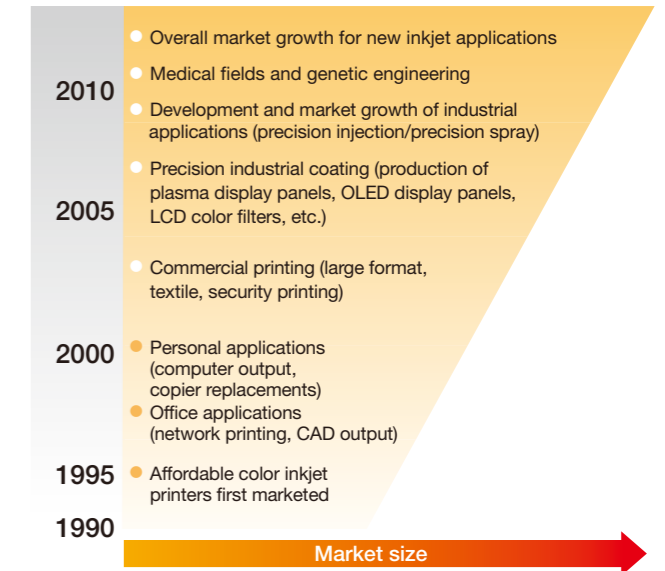 Overall market growth for new inkjet applications
Medical fields and genetic engineering
2010
Development and market growth of industrial
applications (precision injection/precision spray)
Precision industrial coating (production of
plasma display panels, OLED display panels,
LCD color filters, etc.)
2005
Commercial printing (large format,
textile, security printing)
2000
Personal applications
(computer output,
copier replacements)
Office applications
(network printing, CAD output)
1995
Affordable color inkjet
printers first marketed
1990
Market size